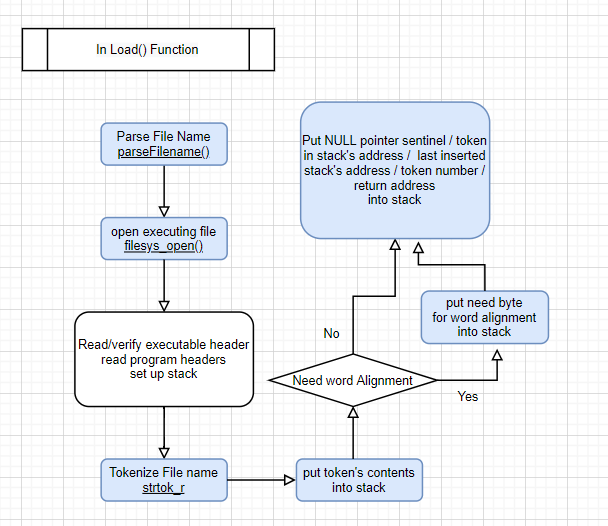 In Load() Function
Parse File Name
parseFilename()
open executing file
filesys_open()
Read/verify executable header
read program headers
set up stack
Tokenize File name
strtok_r
put token's contents
into stack
Need word Alignment
No
Yes
put need byte
for word alignment
into stack
Put NULL pointer sentinel / token
in stack's address / last inserted
stack's address / token number /
return address
into stack